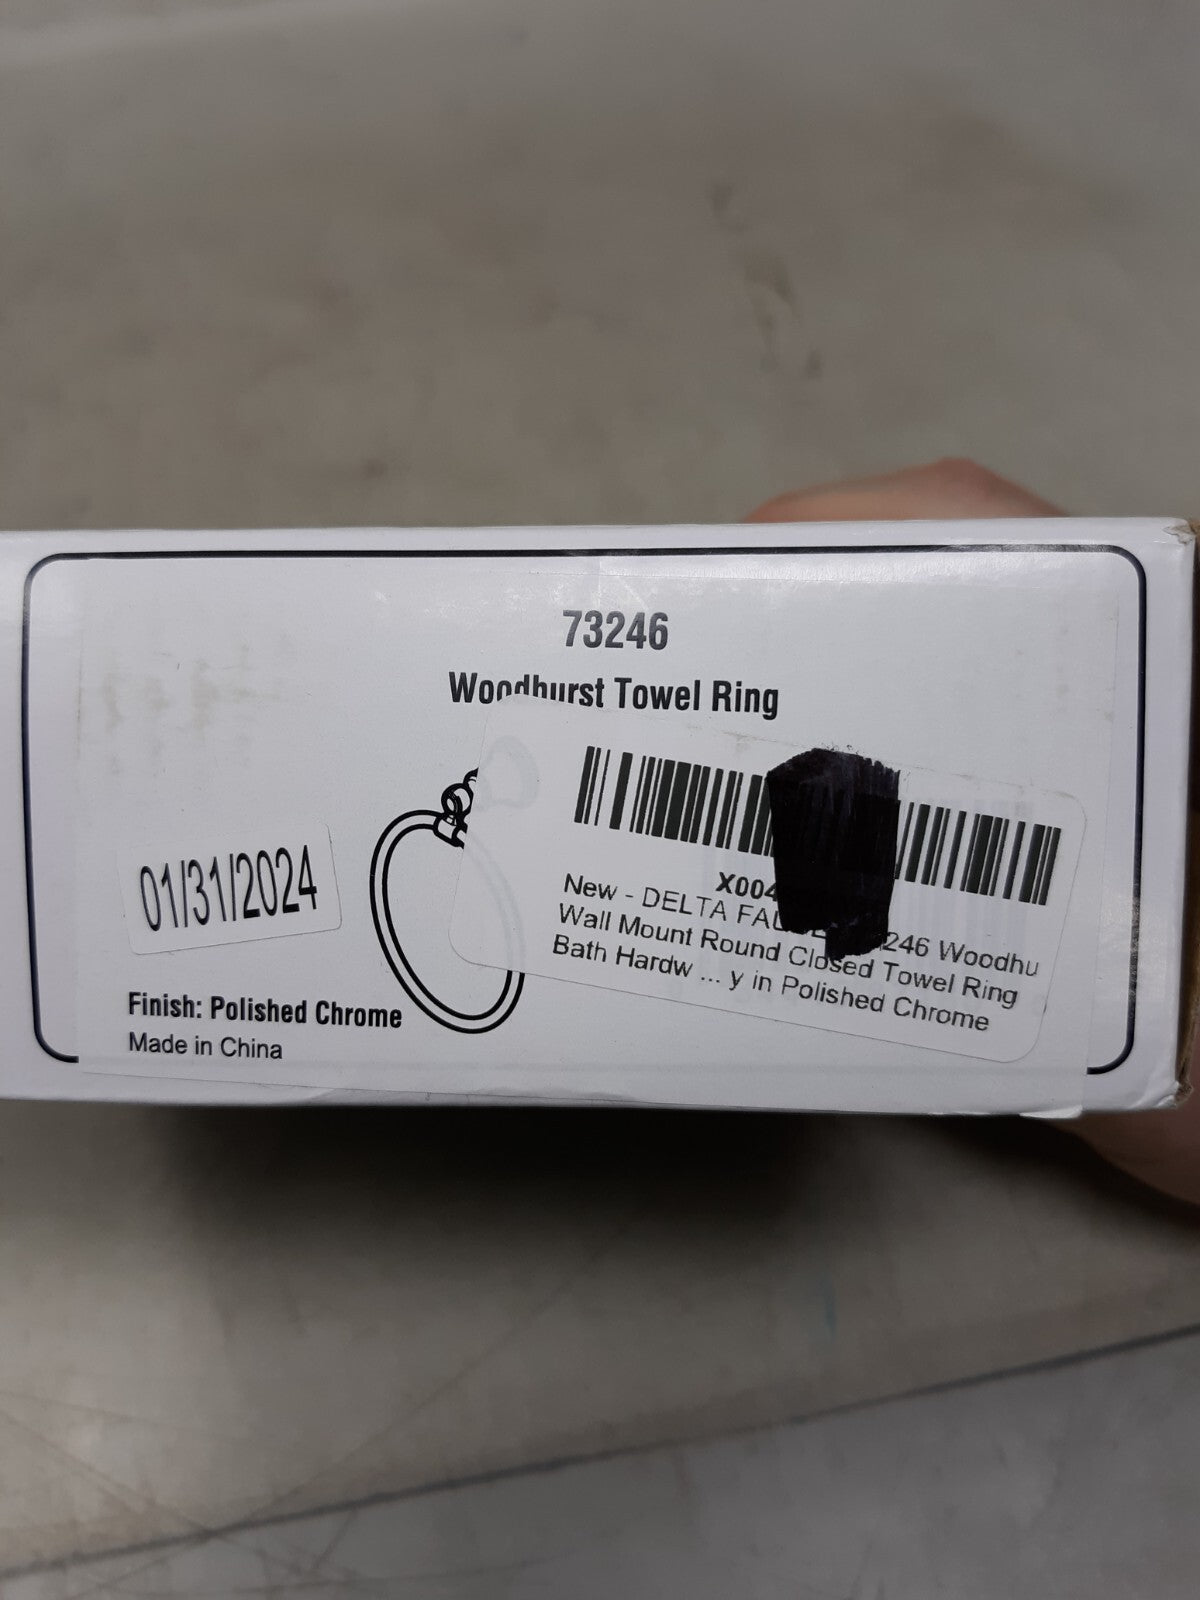 73246
Woodhurst Towel Ring
01/31/2024
Finish: Polished Chrome
Made in China
X004
New - DELTA 246 Woodhu
Wall Mount Round Closed Towel Ring
Bath Hardw ... y in Polished Chrome